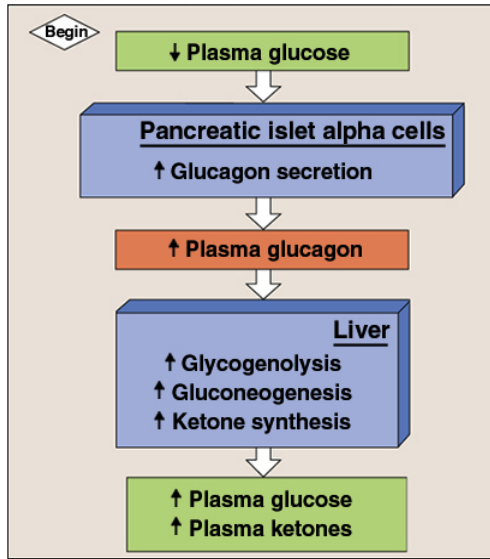 Begin
↓ Plasma glucose
Pancreatic islet alpha cells
↑ Glucagon secretion
↑ Plasma glucagon
Liver
↑ Glycogenolysis
↑ Gluconeogenesis
↑ Ketone synthesis
↑ Plasma glucose
↑ Plasma ketones